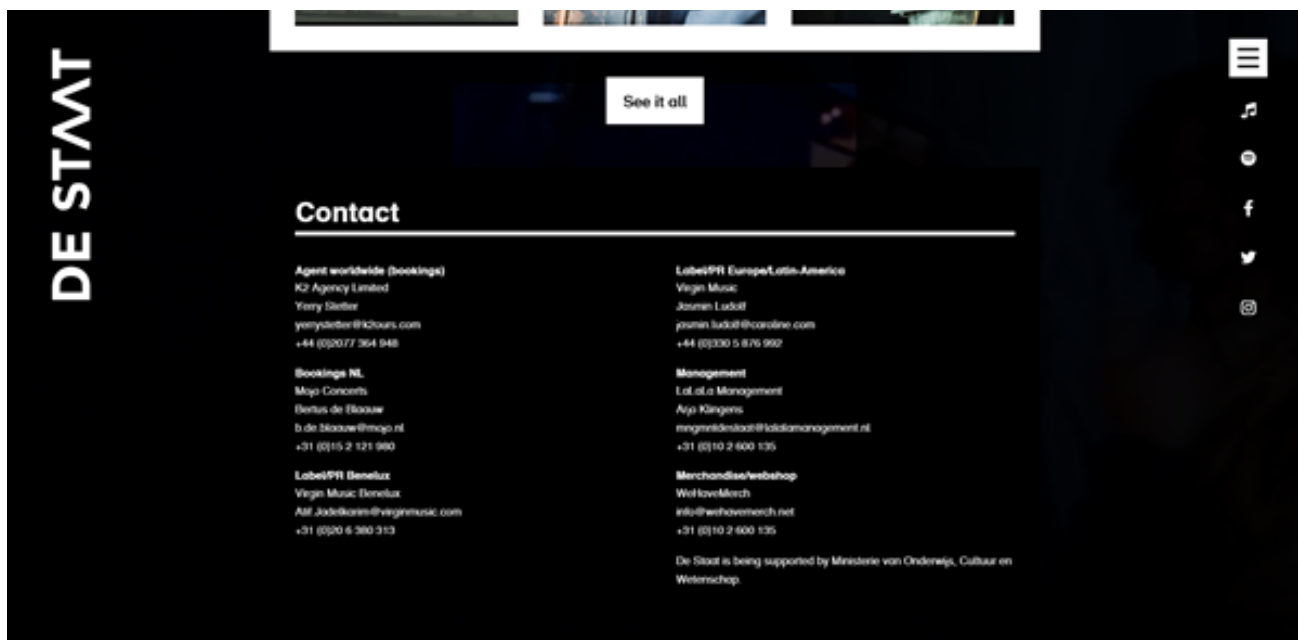 DE STAAT
See it all
Contact
Agent worldwide (bookings)
K2 Agency Limited
Yerry Stetter
yerrystetter@k2tours.com
+44 (0)2077 364 948
Bookings NL
Mojo Concerts
Bertus de Blaauw
b.de.blaauw@mojo.nl
+31 (0)15 2 121 980
Label/PR Benelux
Virgin Music Benelux
+31 (0)20 6 380 313
Label/PR Europe/Latin-America
Virgin Music
Jasmin Ludolf
jasmin.ludolf@caroline.com
+44 (0)330 5 876 992
Management
LaLaLa Management
Arjo Klingens
mngmntdestaat@lalalamanagement.nl
+31 (0)10 2 600 135
Merchandise/webshop
WeHaveMerch
info@wehavemerch.net
+31 (0)10 2 600 135
De Staat is being supported by Ministerie van Onderwijs, Cultuur en
Wetenschap.